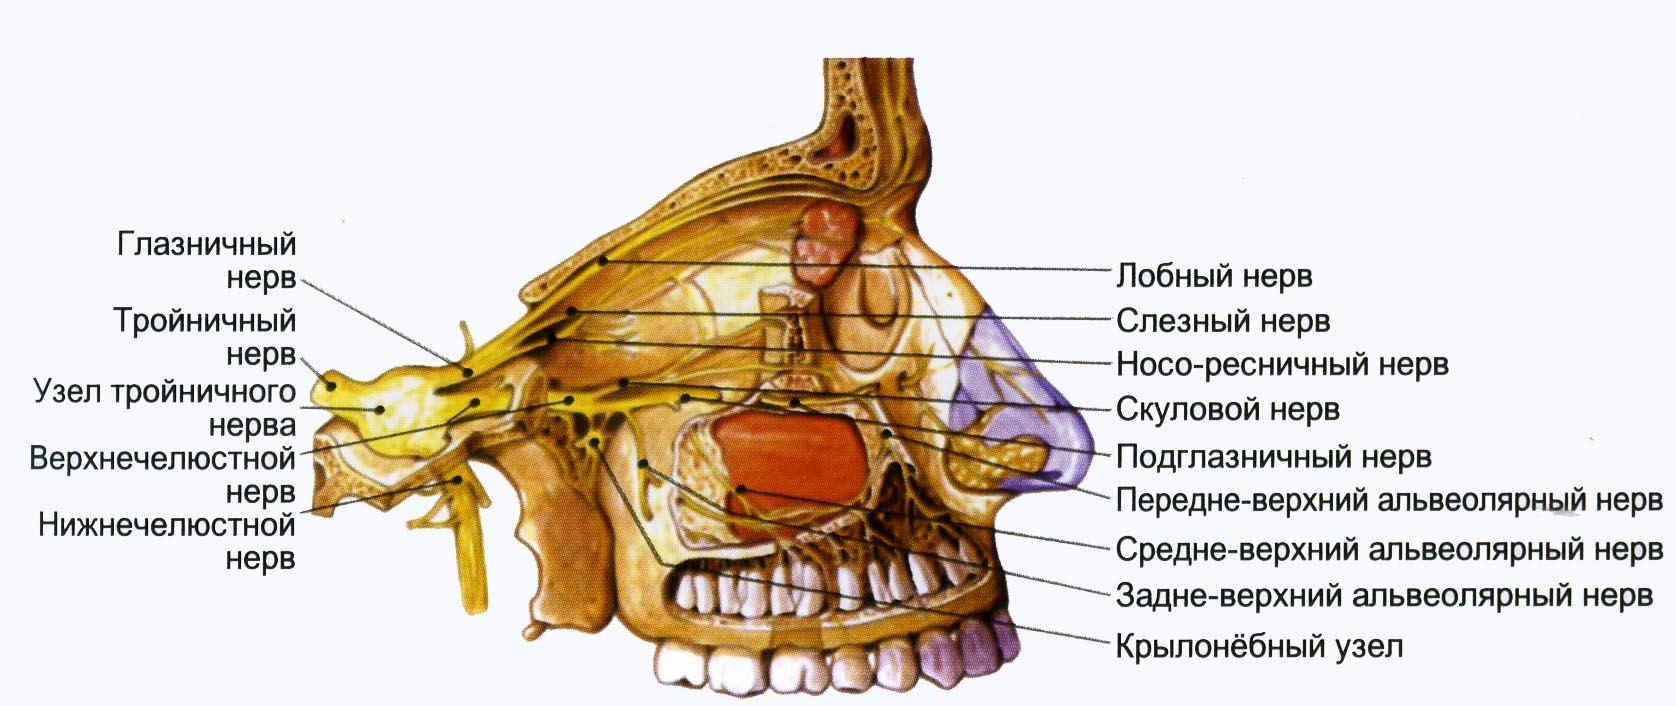 Глазничный
нерв
Тройничный
нерв
Узел тройничного
нерва
Верхнечелюстной
нерв
Нижнечелюстной
нерв
Лобный нерв
Слезный нерв
Носо-ресничный нерв
Скуловой нерв
Подглазничный нерв
Передне-верхний альвеолярный нерв
Средне-верхний альвеолярный нерв
Задне-верхний альвеолярный нерв
Крылонёбный узел